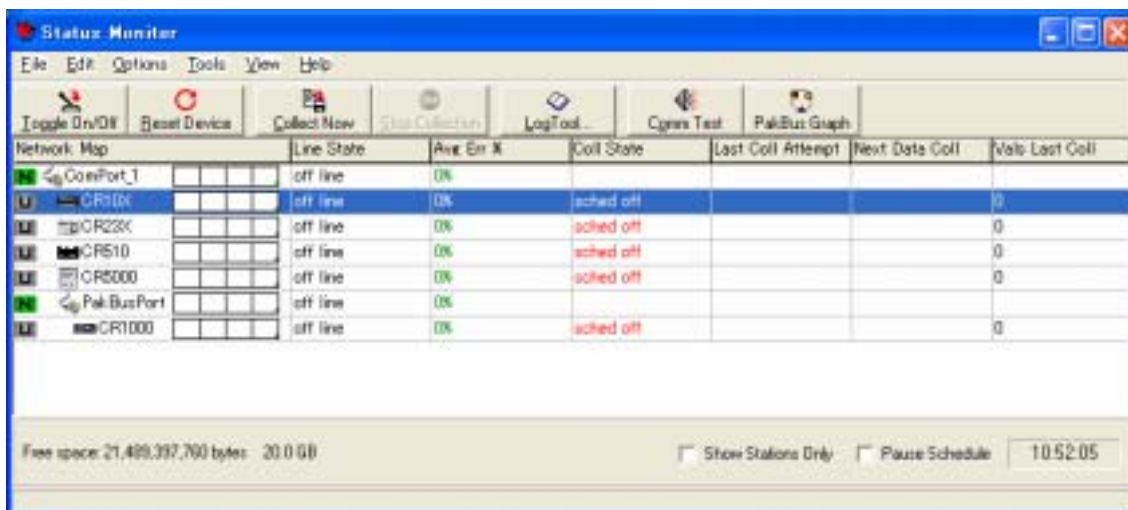 Status Monitor
File Edit Options Tools View Help
Toggle On/Off Reset Device Collect Now Stop Collection LogTool... Comm Test PakBus Graph
Network Map Line State Avg Err % Coll State Last Coll Attempt Next Data Coll Vals Last Coll
N ComPort_1 off line 0%
U CR10X off line 0% sched off 0
U CR23X off line 0% sched off 0
U CR510 off line 0% sched off 0
U CR5000 off line 0% sched off 0
N PakBusPort off line 0%
U CR1000 off line 0% sched off 0
Free space: 21,489,397,760 bytes 20.0 GB Show Stations Only Pause Schedule 10:52:05